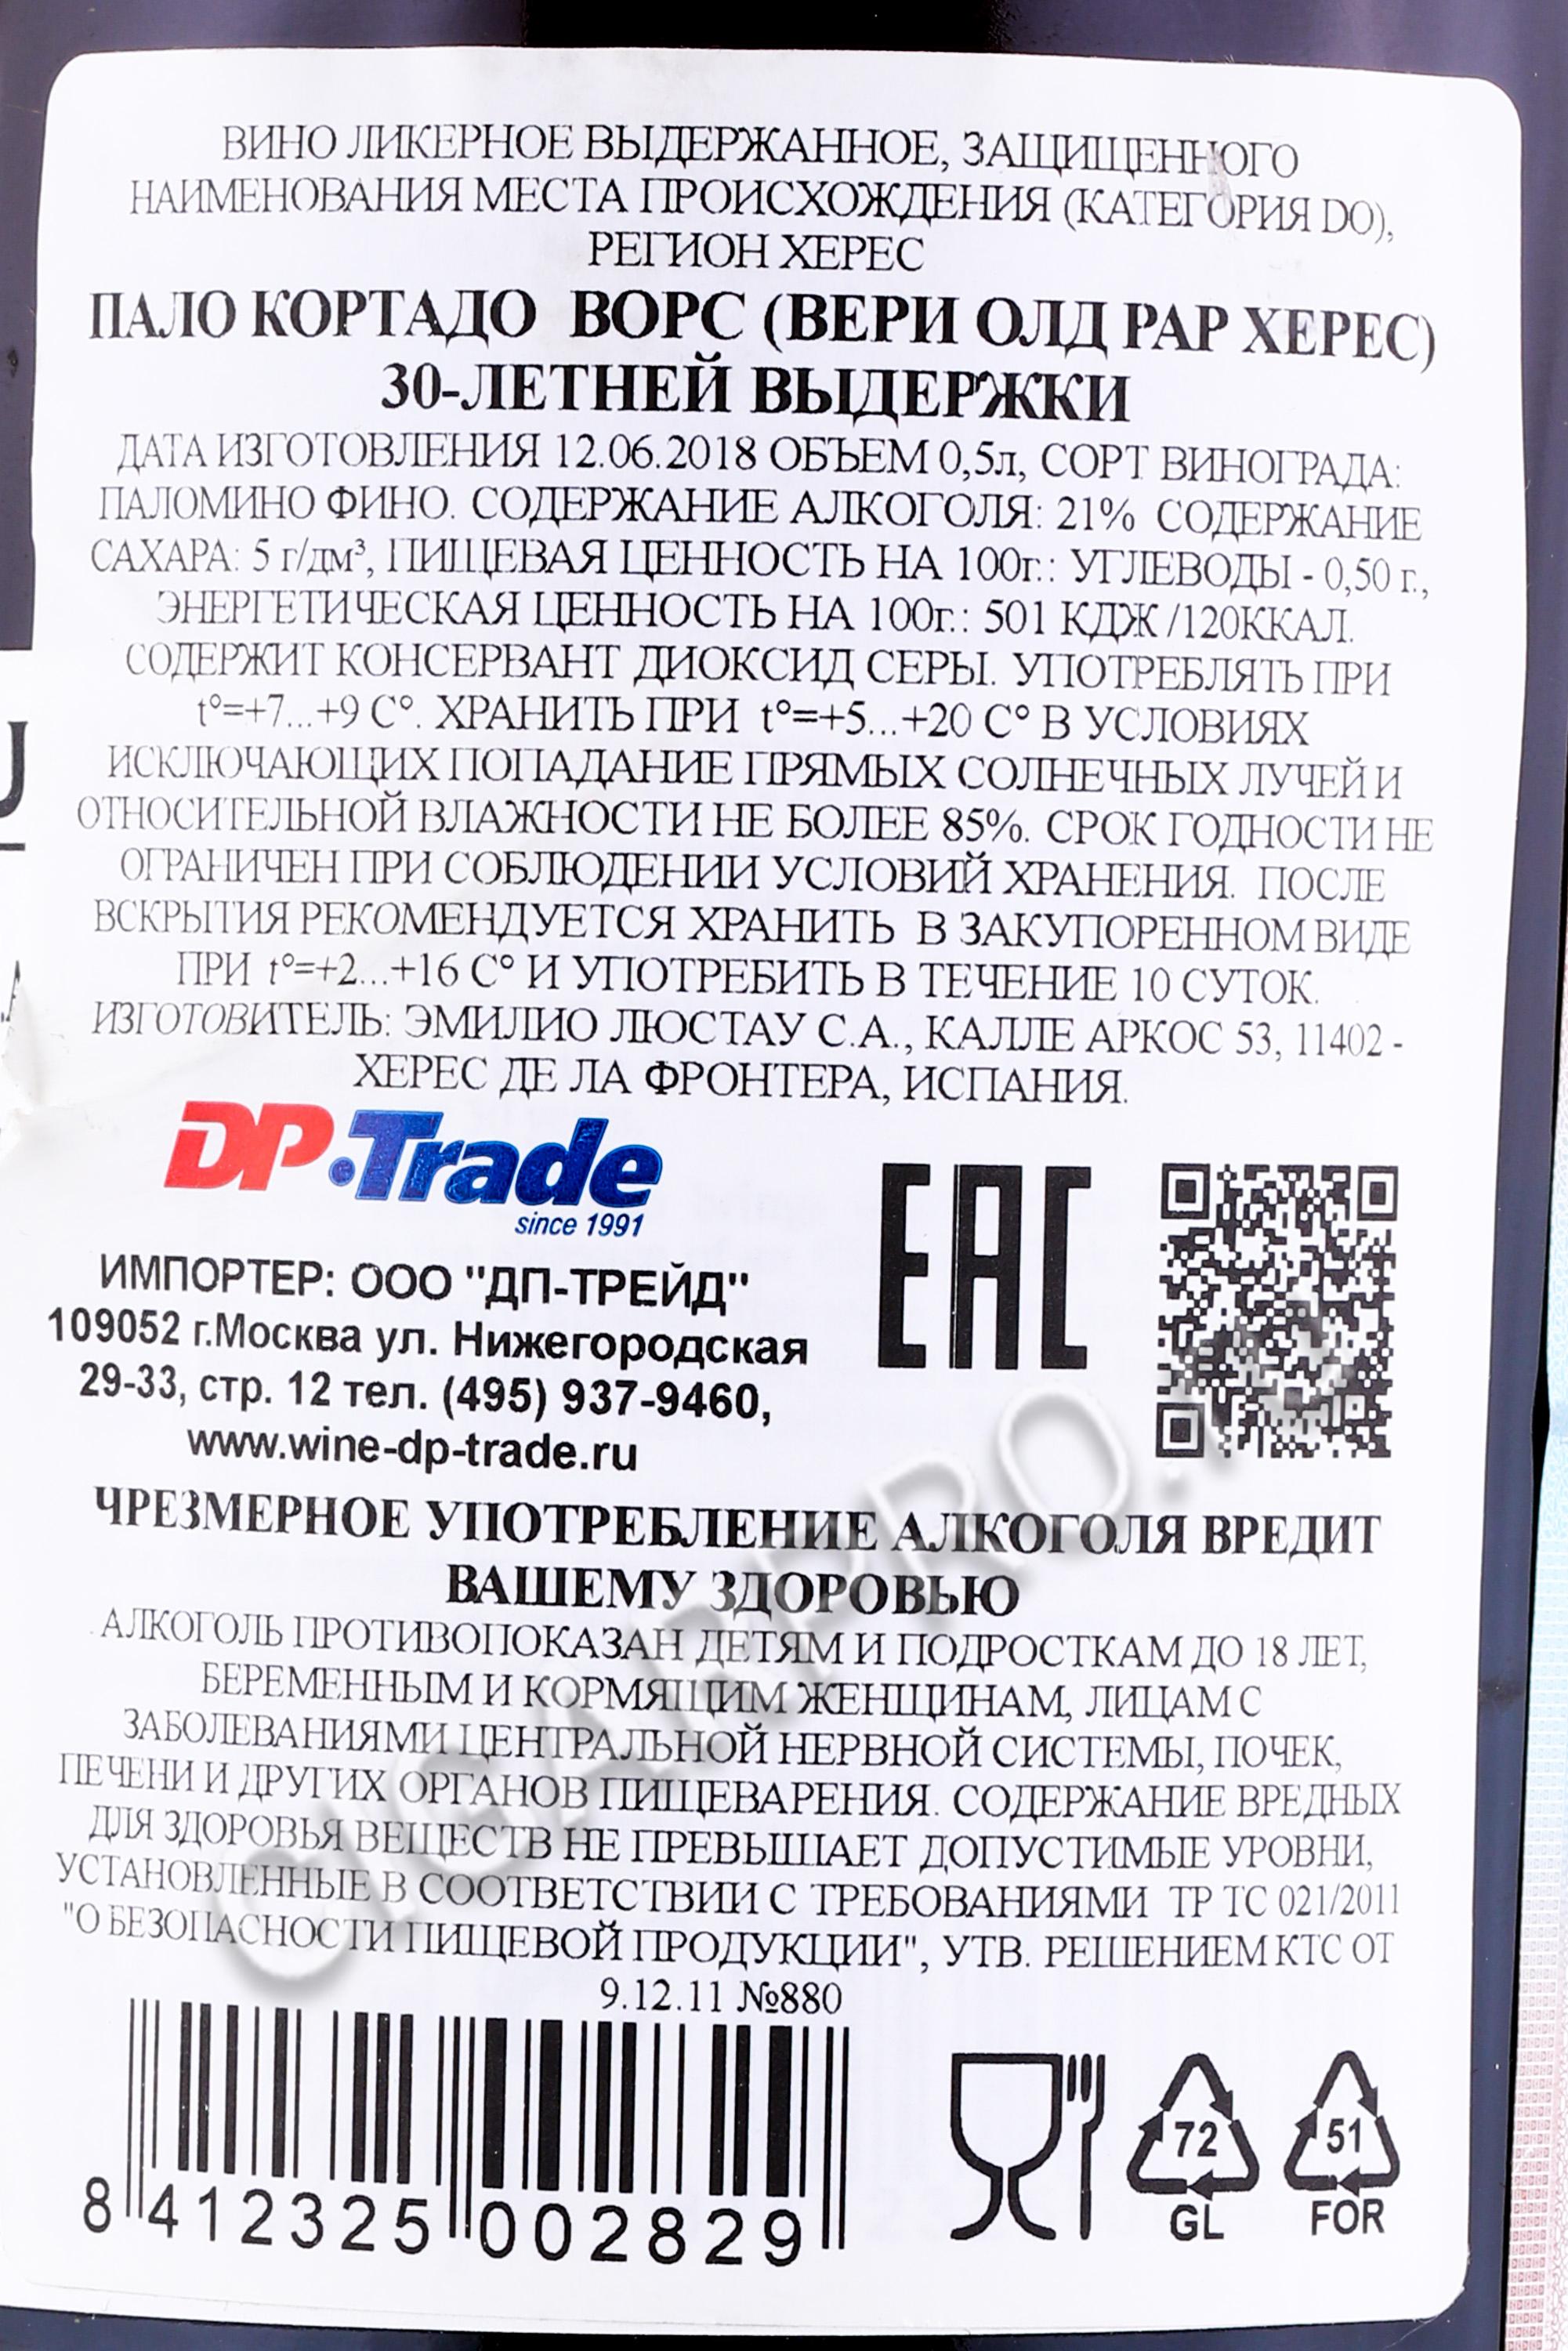 ВИНО ЛИКЕРНОЕ ВЫДЕРЖАННОЕ, ЗАЩИЩЕННОГО
НАИМЕНОВАНИЯ МЕСТА ПРОИСХОЖДЕНИЯ (КАТЕГОРИЯ DO),
РЕГИОН ХЕРЕС
ПАЛО КОРТАДО ВОРС (ВЕРИ ОЛД РАР ХЕРЕС)
30-ЛЕТНЕЙ ВЫДЕРЖКИ
ДАТА ИЗГОТОВЛЕНИЯ 12.06.2018 ОБЪЕМ 0,5л, СОРТ ВИНОГРАДА:
ПАЛОМИНО ФИНО. СОДЕРЖАНИЕ АЛКОГОЛЯ: 21% СОДЕРЖАНИЕ
САХАРА: 5 г/дм³, ПИЩЕВАЯ ЦЕННОСТЬ НА 100г.: УГЛЕВОДЫ - 0,50 г.,
ЭНЕРГЕТИЧЕСКАЯ ЦЕННОСТЬ НА 100г.: 501 КДЖ /120ККАЛ.
СОДЕРЖИТ КОНСЕРВАНТ ДИОКСИД СЕРЫ. УПОТРЕБЛЯТЬ ПРИ
t°=+7...+9 С°. ХРАНИТЬ ПРИ t°=+5...+20 С° В УСЛОВИЯХ
ИСКЛЮЧАЮЩИХ ПОПАДАНИЕ ПРЯМЫХ СОЛНЕЧНЫХ ЛУЧЕЙ И
ОТНОСИТЕЛЬНОЙ ВЛАЖНОСТИ НЕ БОЛЕЕ 85%. СРОК ГОДНОСТИ НЕ
ОГРАНИЧЕН ПРИ СОБЛЮДЕНИИ УСЛОВИЙ ХРАНЕНИЯ. ПОСЛЕ
ВСКРЫТИЯ РЕКОМЕНДУЕТСЯ ХРАНИТЬ В ЗАКУПОРЕННОМ ВИДЕ
ПРИ t°=+2...+16 С° И УПОТРЕБИТЬ В ТЕЧЕНИЕ 10 СУТОК.
ИЗГОТОВИТЕЛЬ: ЭМИЛИО ЛЮСТАУ С.А., КАЛЛЕ АРКОС 53, 11402 -
ХЕРЕС ДЕ ЛА ФРОНТЕРА, ИСПАНИЯ.
DP·Trade
since 1991
EAC
ИМПОРТЕР: ООО "ДП-ТРЕЙД"
109052 г.Москва ул. Нижегородская
29-33, стр. 12 тел. (495) 937-9460,
www.wine-dp-trade.ru
ЧРЕЗМЕРНОЕ УПОТРЕБЛЕНИЕ АЛКОГОЛЯ ВРЕДИТ
ВАШЕМУ ЗДОРОВЬЮ
АЛКОГОЛЬ ПРОТИВОПОКАЗАН ДЕТЯМ И ПОДРОСТКАМ ДО 18 ЛЕТ,
БЕРЕМЕННЫМ И КОРМЯЩИМ ЖЕНЩИНАМ, ЛИЦАМ С
ЗАБОЛЕВАНИЯМИ ЦЕНТРАЛЬНОЙ НЕРВНОЙ СИСТЕМЫ, ПОЧЕК,
ПЕЧЕНИ И ДРУГИХ ОРГАНОВ ПИЩЕВАРЕНИЯ. СОДЕРЖАНИЕ ВРЕДНЫХ
ДЛЯ ЗДОРОВЬЯ ВЕЩЕСТВ НЕ ПРЕВЫШАЕТ ДОПУСТИМЫЕ УРОВНИ,
УСТАНОВЛЕННЫЕ В СООТВЕТСТВИИ С ТРЕБОВАНИЯМИ ТР ТС 021/2011
"О БЕЗОПАСНОСТИ ПИЩЕВОЙ ПРОДУКЦИИ", УТВ. РЕШЕНИЕМ КТС ОТ
9.12.11 №880
CIGARPRO.RU
8 412325 002829
72
GL
51
FOR